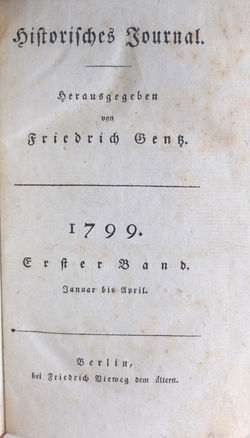 Historisches Journal.
Herausgegeben
von
Friedrich Gentz.
1799.
Erster Band.
Januar bis April.
Berlin,
bei Friedrich Vieweg dem ältern.